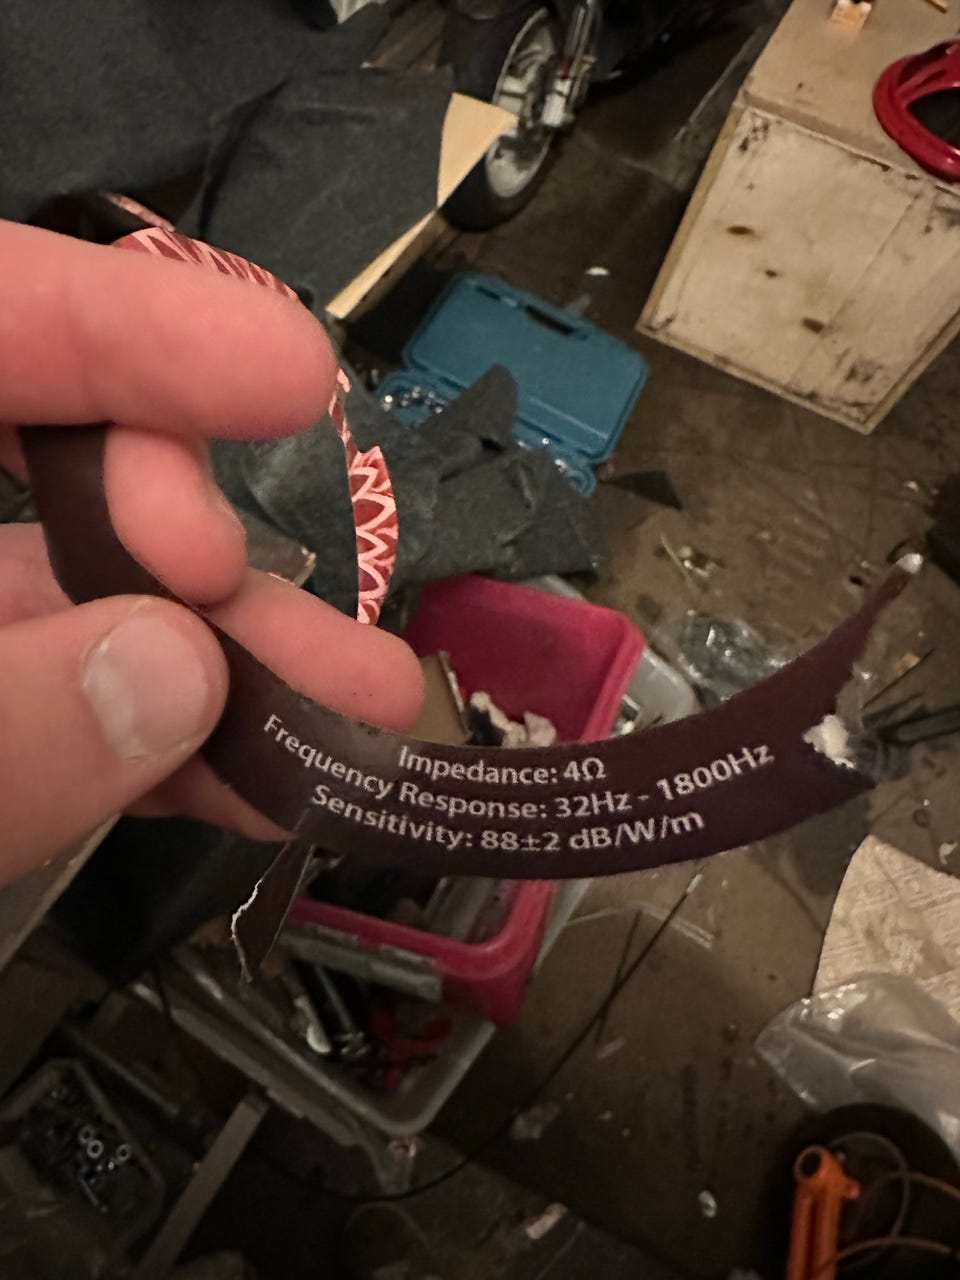 Impedance: 4Ω
Frequency Response: 32Hz - 1800Hz
Sensitivity: 88±2 dB/W/m